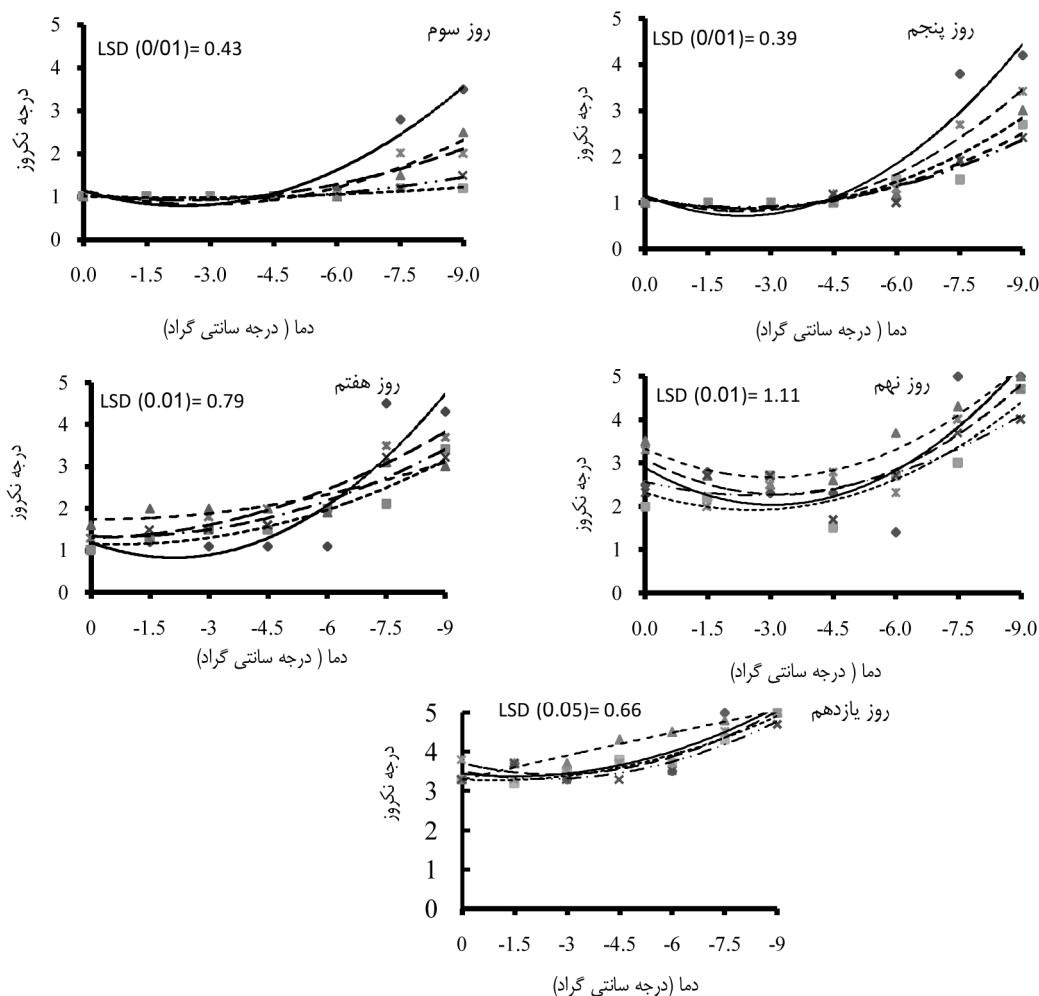 روز سوم
LSD (0/01)= 0.43
درجه نکروز
5
4
3
2
1
0
0.0 -1.5 -3.0 -4.5 -6.0 -7.5 -9.0
دما ( درجه سانتی گراد)
روز پنجم
LSD (0/01)= 0.39
درجه نکروز
5
4
3
2
1
0
0.0 -1.5 -3.0 -4.5 -6.0 -7.5 -9.0
دما ( درجه سانتی گراد)
روز هفتم
LSD (0.01)= 0.79
درجه نکروز
5
4
3
2
1
0
0 -1.5 -3 -4.5 -6 -7.5 -9
دما ( درجه سانتی گراد)
روز نهم
LSD (0.01)= 1.11
درجه نکروز
5
4
3
2
1
0
0.0 -1.5 -3.0 -4.5 -6.0 -7.5 -9.0
دما ( درجه سانتی گراد)
روز یازدهم
LSD (0.05)= 0.66
درجه نکروز
5
4
3
2
1
0
0 -1.5 -3 -4.5 -6 -7.5 -9
دما (درجه سانتی گراد)